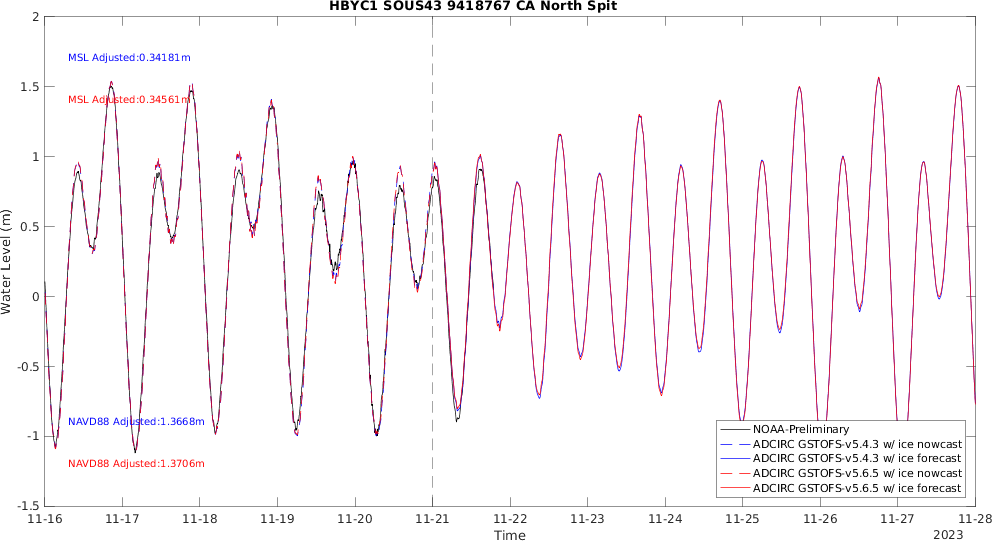 HBYC1 SOUS43 9418767 CA North Spit
2
1.5
1
0.5
0
-0.5
-1
-1.5
Water Level (m)
MSL Adjusted:0.34181m
MSL Adjusted:0.34561m
NAVD88 Adjusted:1.3668m
NAVD88 Adjusted:1.3706m
NOAA-Preliminary
ADCIRC GSTOFS-v5.4.3 w/ ice nowcast
ADCIRC GSTOFS-v5.4.3 w/ ice forecast
ADCIRC GSTOFS-v5.6.5 w/ ice nowcast
ADCIRC GSTOFS-v5.6.5 w/ ice forecast
11-16 11-17 11-18 11-19 11-20 11-21 11-22 11-23 11-24 11-25 11-26 11-27 11-28
Time
2023